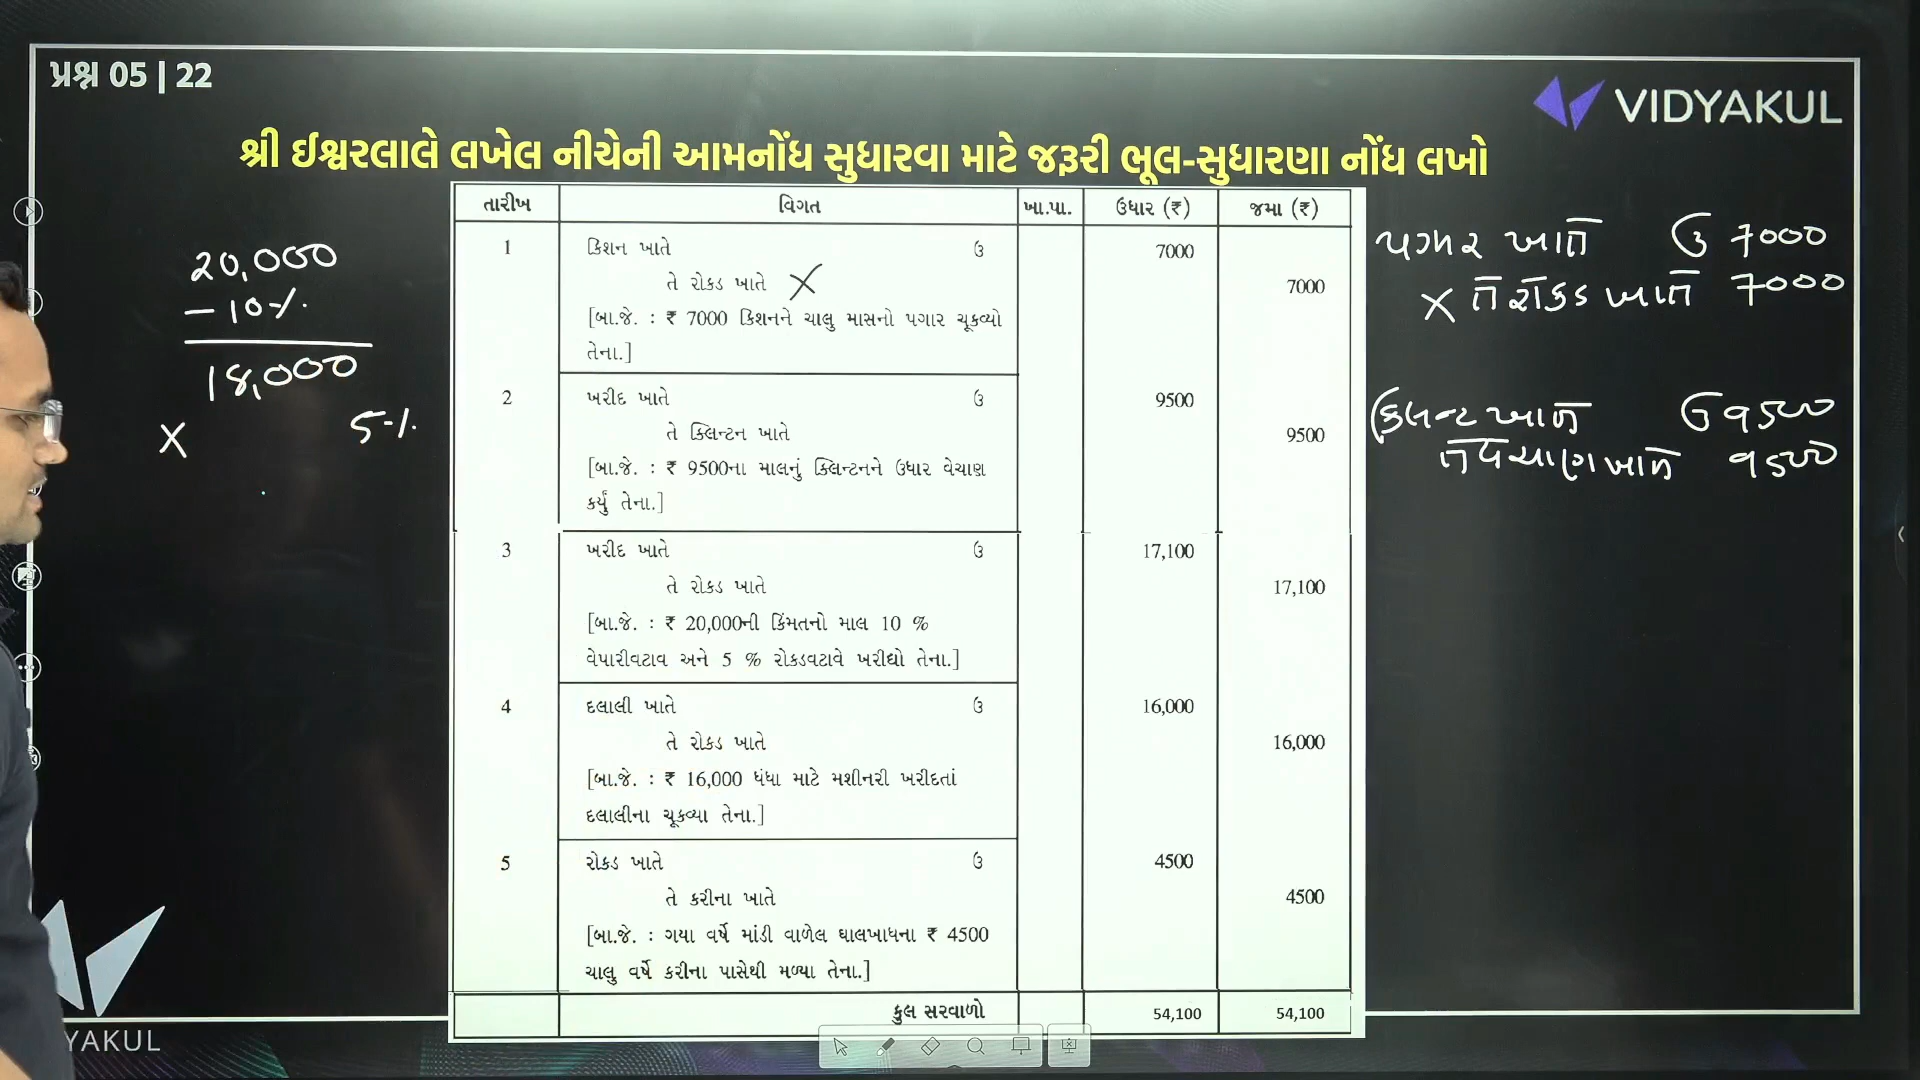 પ્રશ્ન 05 | 22
VIDYAKUL
શ્રી ઈશ્વરલાલે લખેલ નીચેની આમનોંધ સુધારવા માટે જરૂરી ભૂલ-સુધારણા નોંધ લખો
તારીખ વિગત ખા.પા. ઉધાર (₹) જમા (₹)
1 કિશન ખાતે ઉ 7000
તે રોકડ ખાતે X 7000
[બા.જે. : ₹ 7000 કિશનને ચાલુ માસનો પગાર ચૂકવ્યો
તેના.]
2 ખરીદ ખાતે ઉ 9500
તે ક્લિન્ટન ખાતે 9500
[બા.જે. : ₹ 9500ના માલનું ક્લિન્ટનને ઉધાર વેચાણ
કર્યું તેના.]
3 ખરીદ ખાતે ઉ 17,100
તે રોકડ ખાતે 17,100
[બા.જે. : ₹ 20,000ની કિંમતનો માલ 10 %
વેપારીવટાવ અને 5 % રોકડવટાવે ખરીદ્યો તેના.]
4 દલાલી ખાતે ઉ 16,000
તે રોકડ ખાતે 16,000
[બા.જે. : ₹ 16,000 ધંધા માટે મશીનરી ખરીદતાં
દલાલીના ચૂકવ્યા તેના.]
5 રોકડ ખાતે ઉ 4500
તે કરીના ખાતે 4500
[બા.જે. : ગયા વર્ષે માંડી વાળેલ ઘાલખાધના ₹ 4500
ચાલુ વર્ષે કરીના પાસેથી મળ્યા તેના.]
કુલ સરવાળો 54,100 54,100
20,000
– 10%
18,000
X 5%
પગાર ખાતે ઉ 7000
X તે રોકડ ખાતે 7000
ખાતે ઉ 9500
તે વેચાણ ખાતે 9500
YAKUL